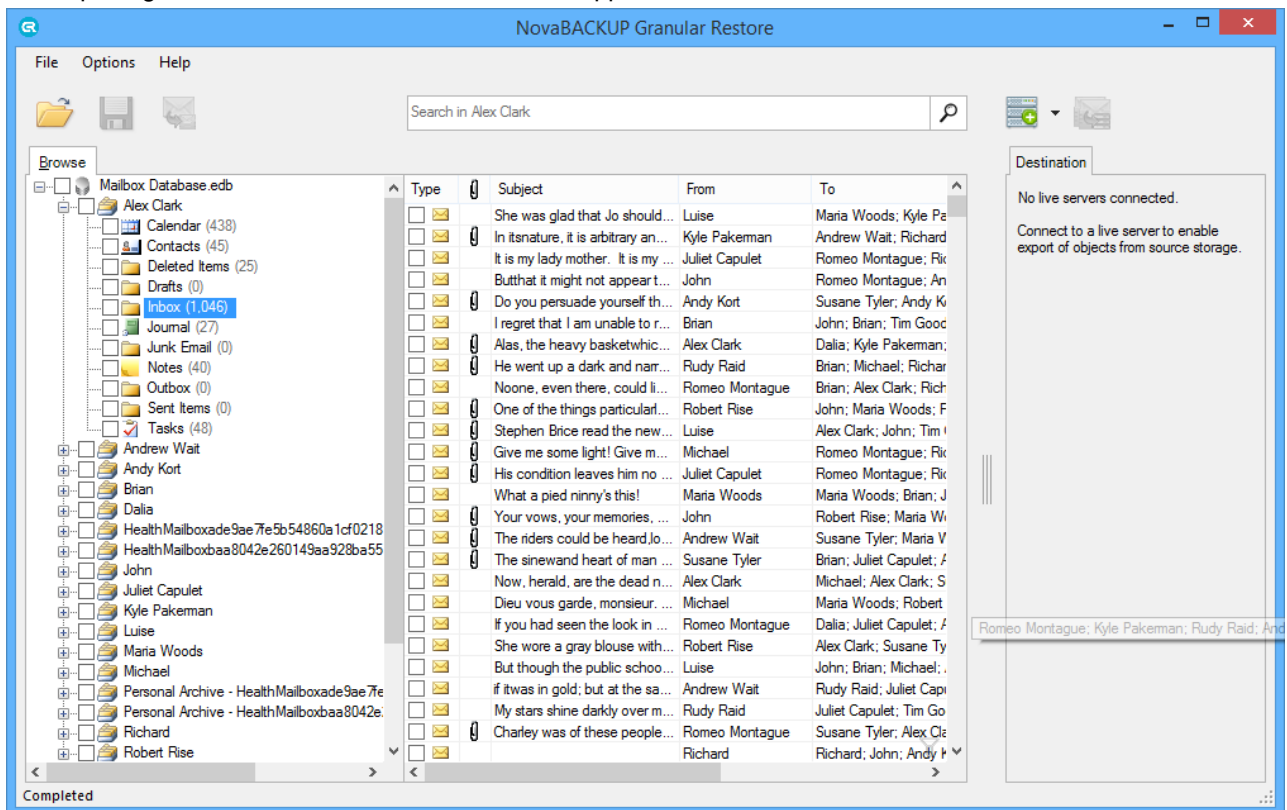 NovaBACKUP Granular Restore
File Options Help
Search in Alex Clark
Browse
Destination
Mailbox Database.edb
Alex Clark
Calendar (438)
Contacts (45)
Deleted Items (25)
Drafts (0)
Inbox (1,046)
Journal (27)
Junk Email (0)
Notes (40)
Outbox (0)
Sent Items (0)
Tasks (48)
Andrew Wait
Andy Kort
Brian
Dalia
HealthMailboxade9ae7fe5b54860a1cf0218
HealthMailboxbaa8042e260149aa928ba55
John
Juliet Capulet
Kyle Pakerman
Luise
Maria Woods
Michael
Personal Archive - HealthMailboxade9ae7fe
Personal Archive - HealthMailboxbaa8042e
Richard
Robert Rise
Type Subject From To
She was glad that Jo should... Luise Maria Woods; Kyle Pa
In itsnature, it is arbitrary an... Kyle Pakerman Andrew Wait; Richard
It is my lady mother. It is my ... Juliet Capulet Romeo Montague; Ric
Butthat it might not appear t... John Romeo Montague; An
Do you persuade yourself th... Andy Kort Susane Tyler; Andy K
I regret that I am unable to r... Brian John; Brian; Tim Good
Alas, the heavy basketwhic... Alex Clark Dalia; Kyle Pakerman;
He went up a dark and narr... Rudy Raid Brian; Michael; Richar
Noone, even there, could li... Romeo Montague Brian; Alex Clark; Rich
One of the things particularl... Robert Rise John; Maria Woods; F
Stephen Brice read the new... Luise Alex Clark; John; Tim
Give me some light! Give m... Michael Romeo Montague; Ric
His condition leaves him no ... Juliet Capulet Romeo Montague; Ric
What a pied ninny's this! Maria Woods Maria Woods; Brian; J
Your vows, your memories, ... John Robert Rise; Maria W
The riders could be heard,lo... Andrew Wait Susane Tyler; Maria V
The sinewand heart of man ... Susane Tyler Brian; Juliet Capulet; A
Now, herald, are the dead n... Alex Clark Michael; Alex Clark; S
Dieu vous garde, monsieur. ... Michael Maria Woods; Robert
If you had seen the look in ... Romeo Montague Dalia; Juliet Capulet; A
She wore a gray blouse with... Robert Rise Alex Clark; Susane Ty
But though the public schoo... Luise John; Brian; Michael;
if itwas in gold; but at the sa... Andrew Wait Rudy Raid; Juliet Cap
My stars shine darkly over m... Rudy Raid Juliet Capulet; Tim Go
Charley was of these people... Romeo Montague Susane Tyler; Alex Cla
Richard Richard; John; Andy K
No live servers connected.
Connect to a live server to enable
export of objects from source storage.
Romeo Montague; Kyle Pakerman; Rudy Raid; And
Completed